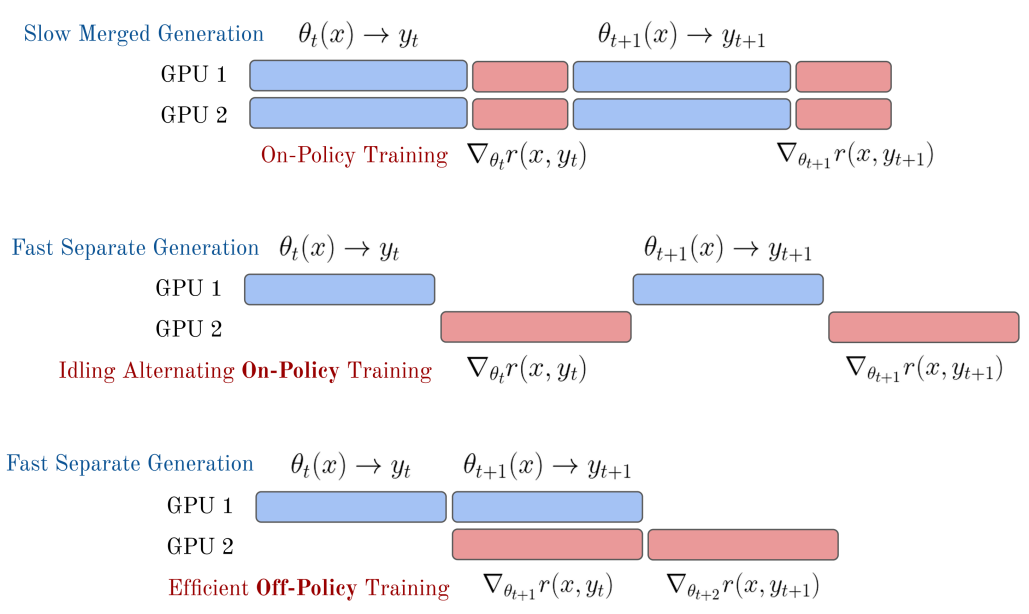 Slow Merged Generation θ_t(x) → y_t θ_{t+1}(x) → y_{t+1}
GPU 1
GPU 2
On-Policy Training ∇_{θ_t} r(x, y_t) ∇_{θ_{t+1}} r(x, y_{t+1})
Fast Separate Generation θ_t(x) → y_t θ_{t+1}(x) → y_{t+1}
GPU 1
GPU 2
Idling Alternating On-Policy Training ∇_{θ_t} r(x, y_t) ∇_{θ_{t+1}} r(x, y_{t+1})
Fast Separate Generation θ_t(x) → y_t θ_{t+1}(x) → y_{t+1}
GPU 1
GPU 2
Efficient Off-Policy Training ∇_{θ_{t+1}} r(x, y_t) ∇_{θ_{t+2}} r(x, y_{t+1})